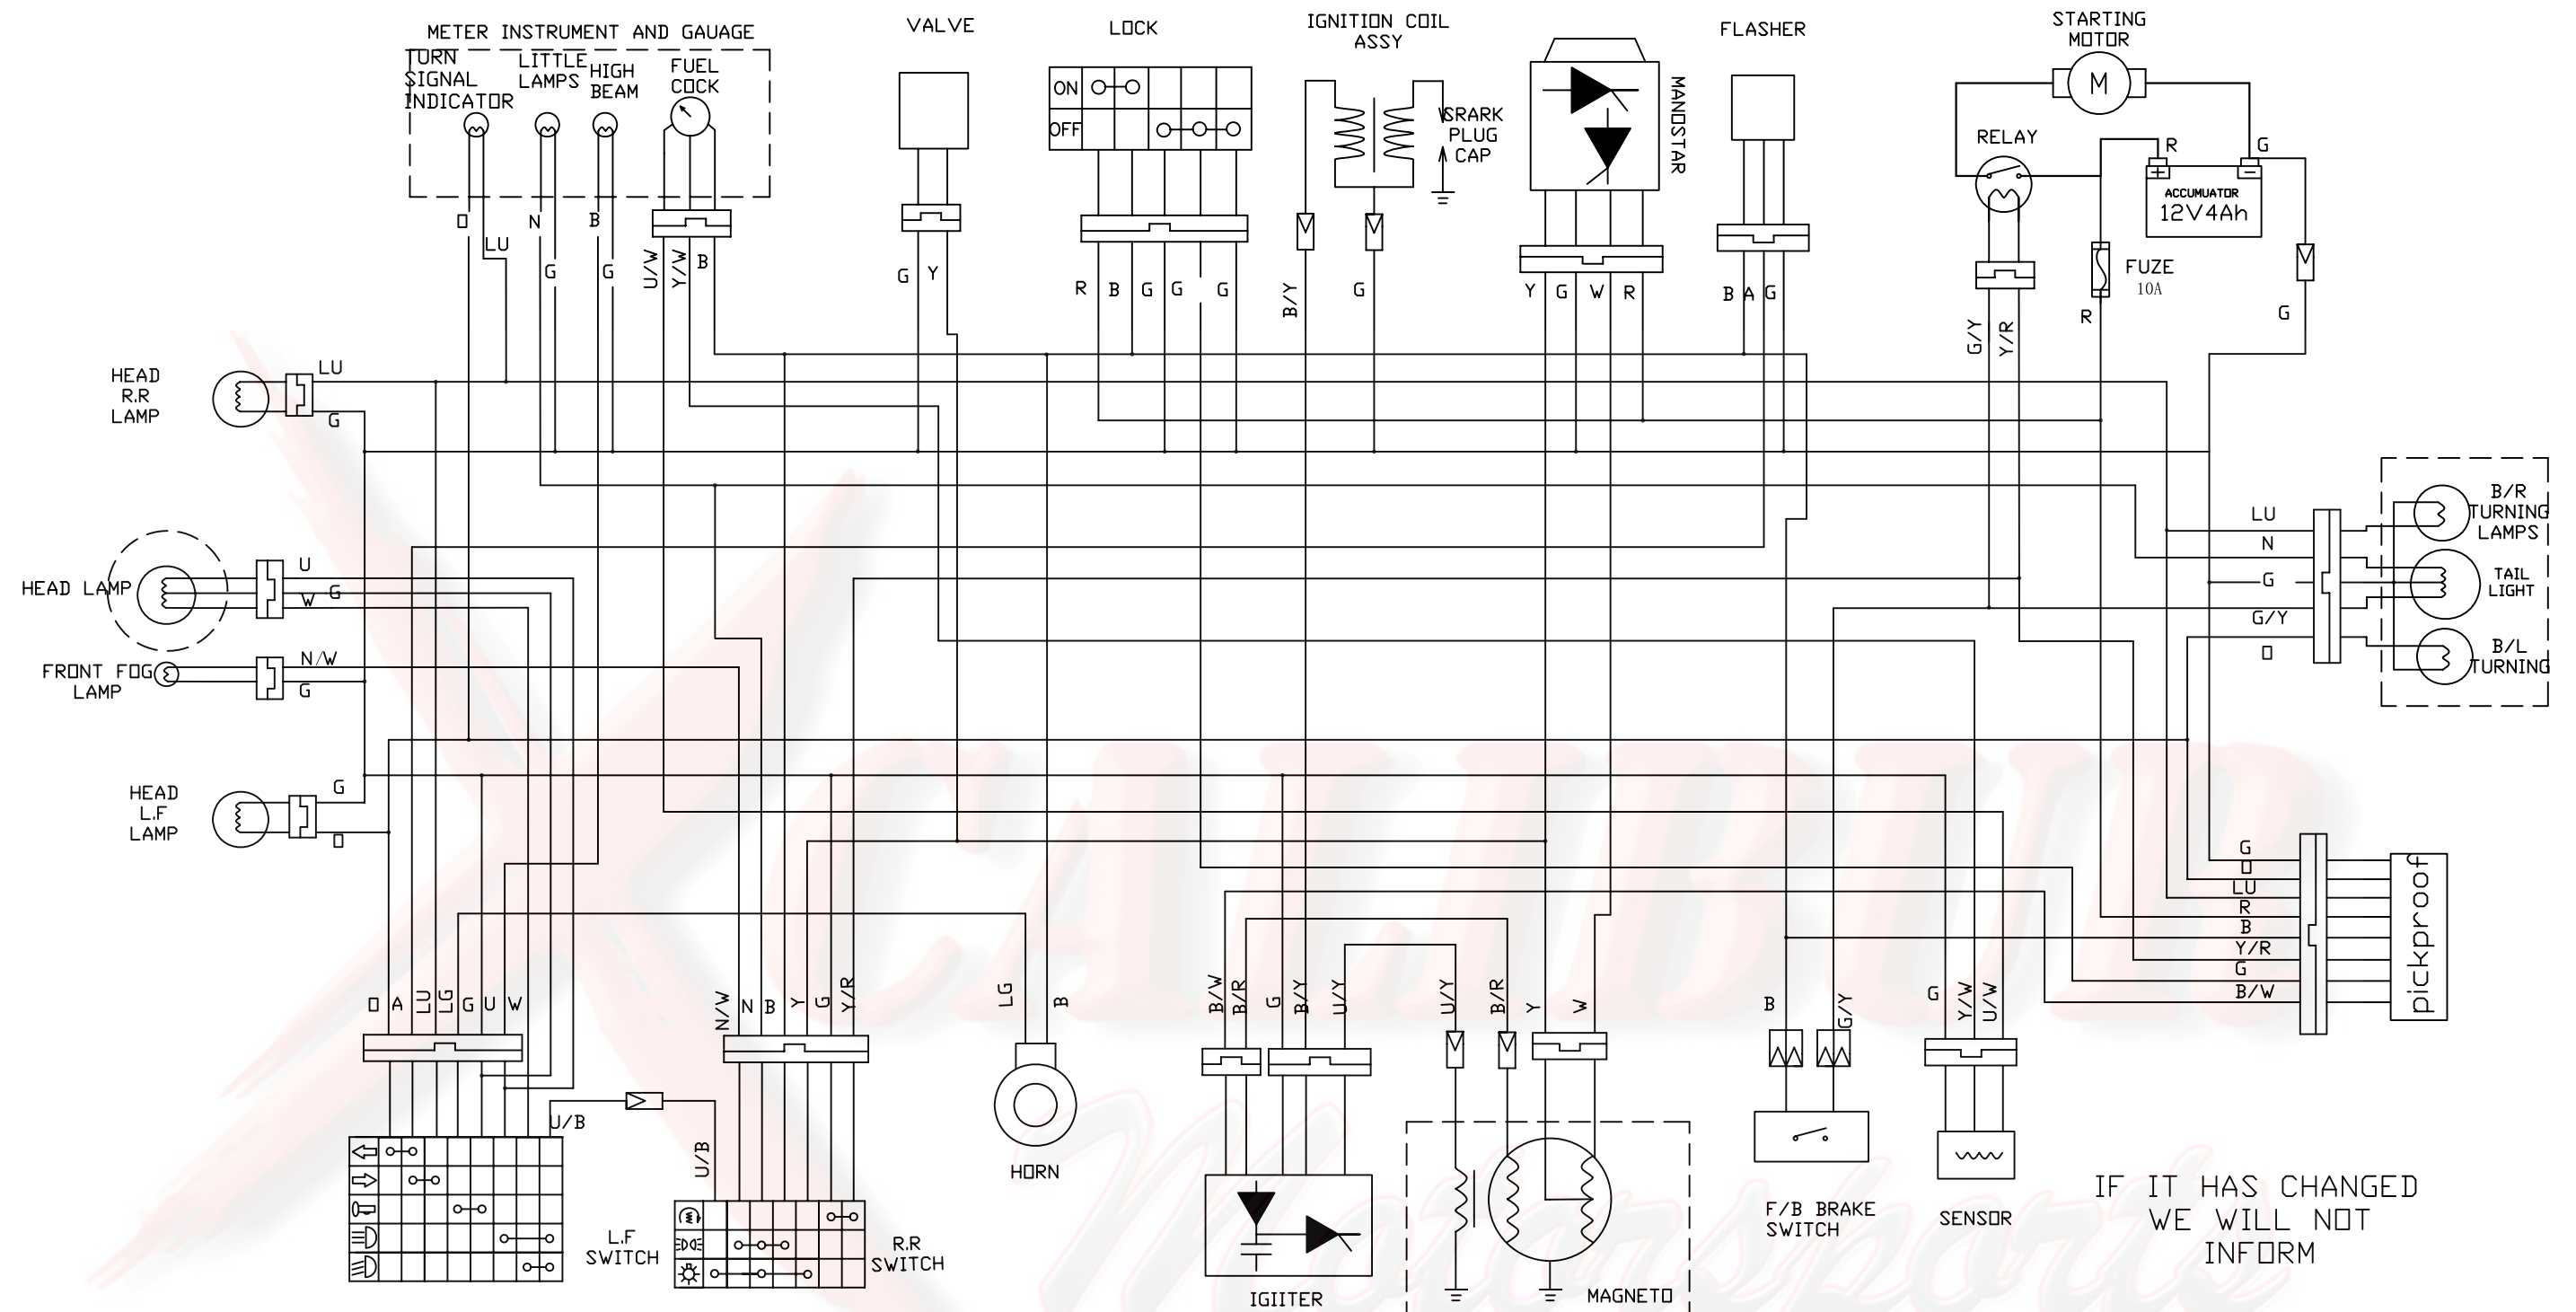 METER INSTRUMENT AND GAUAGE
VALVE
LOCK
IGNITION COIL
ASSY
FLASHER
STARTING
MOTOR
M
TURN
SIGNAL
INDICATOR
LITTLE
LAMPS
HIGH
BEAM
FUEL
COCK
ON
OFF
SRARK
PLUG
CAP
MANOSTAR
RELAY
R
G
ACCUMUATOR
12V4Ah
FUZE
10A
O
LU
N
G
B
G
U/W
Y/W
B
G
Y
R
B
G
G
G
B/Y
G
Y
G
W
R
B
A
G
G/Y
Y/R
R
G
HEAD
R.R
LAMP
LU
G
HEAD LAMP
U
G
W
FRONT FOG
LAMP
N/W
G
HEAD
L.F
LAMP
G
O
LU
N
G
G/Y
O
B/R
TURNING
LAMPS
TAIL
LIGHT
B/L
TURNING
G
O
LU
R
B
Y/R
G
B/W
pickproof
XCALIBUR
Motorsports
O
A
LU
LG
G
U
W
N/W
N
B
Y
G
Y/R
LG
B
B/W
B/R
G
B/Y
U/Y
U/Y
B/R
Y
W
B
G/Y
G
Y/W
U/W
U/B
U/B
L.F
SWITCH
R.R
SWITCH
HORN
IGIITER
MAGNETO
F/B BRAKE
SWITCH
SENSOR
IF IT HAS CHANGED
WE WILL NOT
INFORM